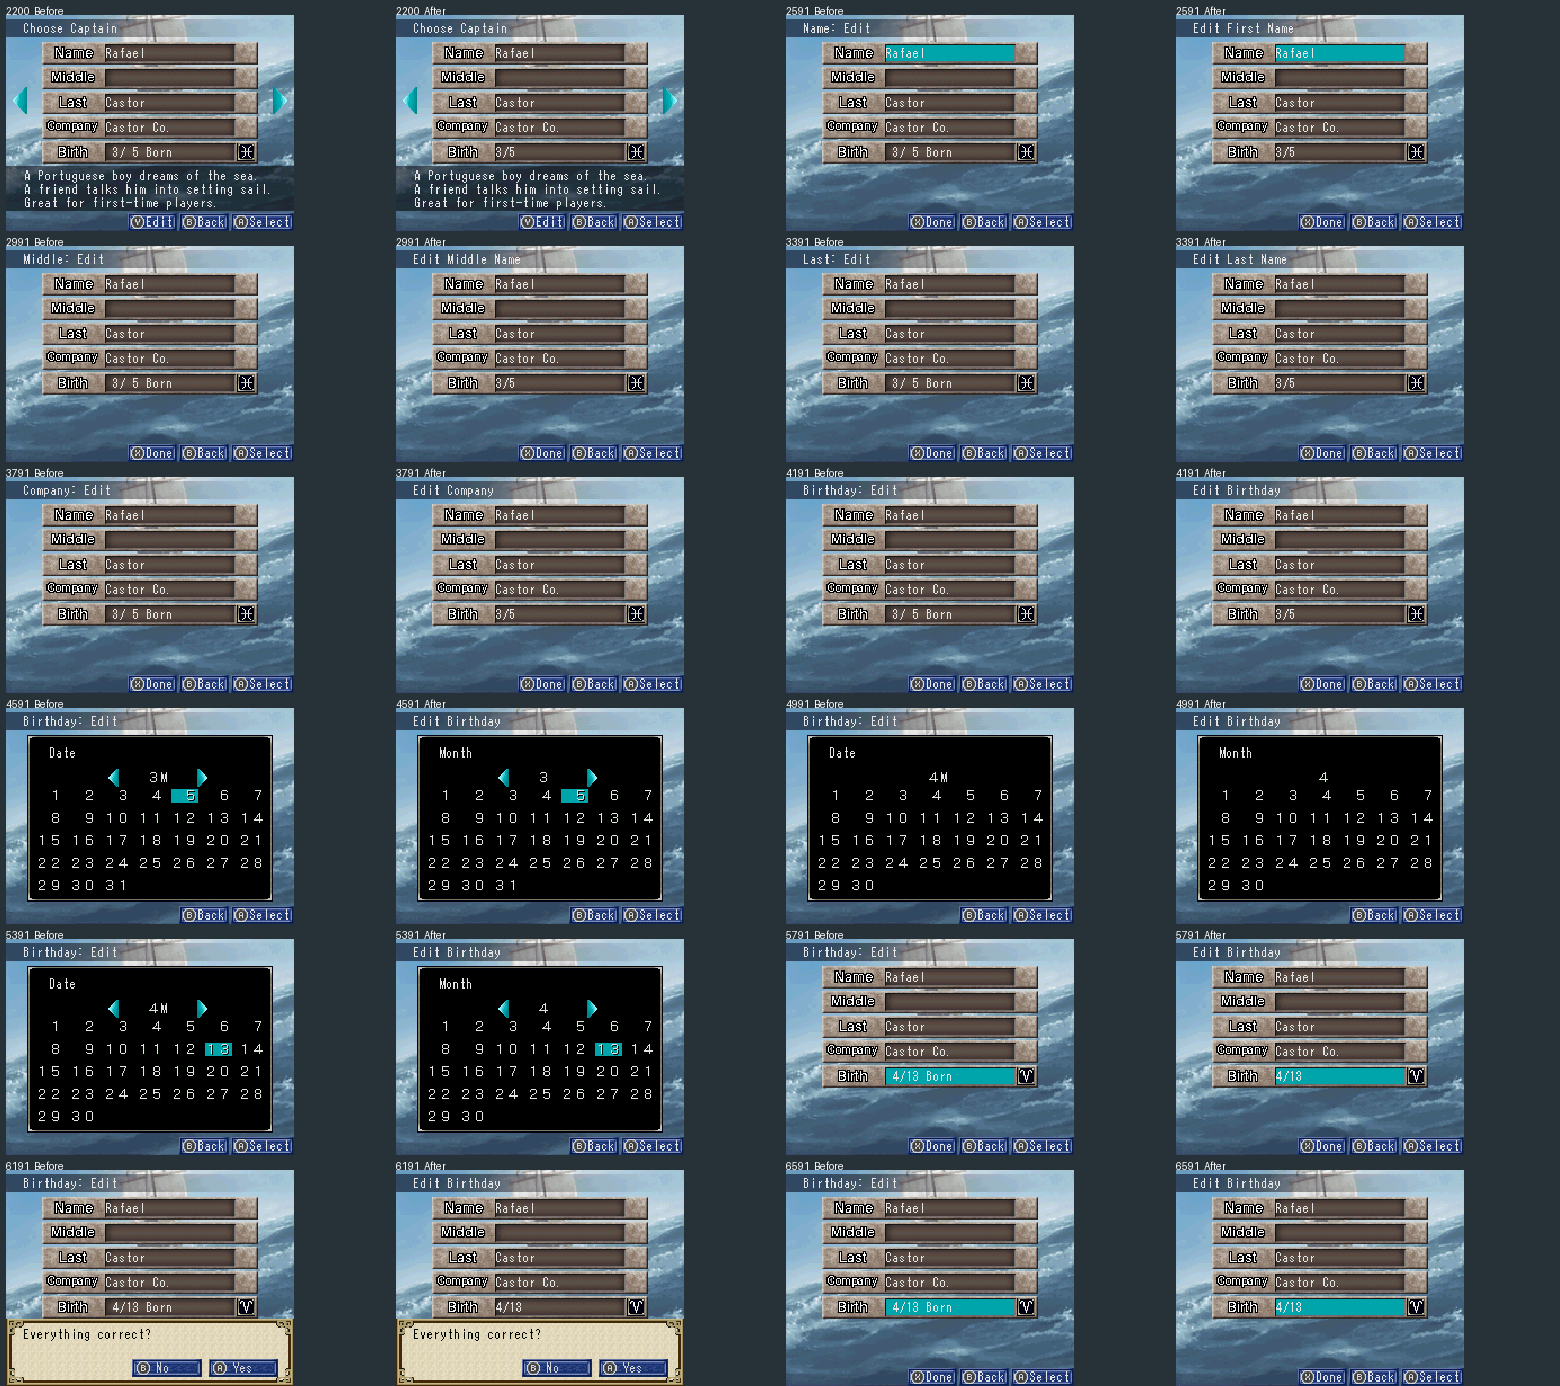 2200 Before
Choose Captain
Name Rafael
Middle
Last Castor
Company Castor Co.
Birth 3/ 5 Born
A Portuguese boy dreams of the sea.
A friend talks him into setting sail.
Great for first-time players.
Y Edit B Back A Select
2200 After
Choose Captain
Name Rafael
Middle
Last Castor
Company Castor Co.
Birth 3/5
A Portuguese boy dreams of the sea.
A friend talks him into setting sail.
Great for first-time players.
Y Edit B Back A Select
2591 Before
Name: Edit
Name Rafael
Middle
Last Castor
Company Castor Co.
Birth 3/ 5 Born
X Done B Back A Select
2591 After
Edit First Name
Name Rafael
Middle
Last Castor
Company Castor Co.
Birth 3/5
X Done B Back A Select
2991 Before
Middle: Edit
Name Rafael
Middle
Last Castor
Company Castor Co.
Birth 3/ 5 Born
X Done B Back A Select
2991 After
Edit Middle Name
Name Rafael
Middle
Last Castor
Company Castor Co.
Birth 3/5
X Done B Back A Select
3391 Before
Last: Edit
Name Rafael
Middle
Last Castor
Company Castor Co.
Birth 3/ 5 Born
X Done B Back A Select
3391 After
Edit Last Name
Name Rafael
Middle
Last Castor
Company Castor Co.
Birth 3/5
X Done B Back A Select
3791 Before
Company: Edit
Name Rafael
Middle
Last Castor
Company Castor Co.
Birth 3/ 5 Born
X Done B Back A Select
3791 After
Edit Company
Name Rafael
Middle
Last Castor
Company Castor Co.
Birth 3/5
X Done B Back A Select
4191 Before
Birthday: Edit
Name Rafael
Middle
Last Castor
Company Castor Co.
Birth 3/ 5 Born
X Done B Back A Select
4191 After
Edit Birthday
Name Rafael
Middle
Last Castor
Company Castor Co.
Birth 3/5
X Done B Back A Select
4591 Before
Birthday: Edit
Date
3M
1 2 3 4 5 6 7
8 9 10 11 12 13 14
15 16 17 18 19 20 21
22 23 24 25 26 27 28
29 30 31
B Back A Select
4591 After
Edit Birthday
Month
3
1 2 3 4 5 6 7
8 9 10 11 12 13 14
15 16 17 18 19 20 21
22 23 24 25 26 27 28
29 30 31
B Back A Select
4991 Before
Birthday: Edit
Date
4M
1 2 3 4 5 6 7
8 9 10 11 12 13 14
15 16 17 18 19 20 21
22 23 24 25 26 27 28
29 30
B Back A Select
4991 After
Edit Birthday
Month
4
1 2 3 4 5 6 7
8 9 10 11 12 13 14
15 16 17 18 19 20 21
22 23 24 25 26 27 28
29 30
B Back A Select
5391 Before
Birthday: Edit
Date
4M
1 2 3 4 5 6 7
8 9 10 11 12 13 14
15 16 17 18 19 20 21
22 23 24 25 26 27 28
29 30
B Back A Select
5391 After
Edit Birthday
Month
4
1 2 3 4 5 6 7
8 9 10 11 12 13 14
15 16 17 18 19 20 21
22 23 24 25 26 27 28
29 30
B Back A Select
5791 Before
Birthday: Edit
Name Rafael
Middle
Last Castor
Company Castor Co.
Birth 4/13 Born
X Done B Back A Select
5791 After
Edit Birthday
Name Rafael
Middle
Last Castor
Company Castor Co.
Birth 4/13
X Done B Back A Select
6191 Before
Birthday: Edit
Name Rafael
Middle
Last Castor
Company Castor Co.
Birth 4/13 Born
Everything correct?
B No A Yes
6191 After
Edit Birthday
Name Rafael
Middle
Last Castor
Company Castor Co.
Birth 4/13
Everything correct?
B No A Yes
6591 Before
Birthday: Edit
Name Rafael
Middle
Last Castor
Company Castor Co.
Birth 4/13 Born
X Done B Back A Select
6591 After
Edit Birthday
Name Rafael
Middle
Last Castor
Company Castor Co.
Birth 4/13
X Done B Back A Select